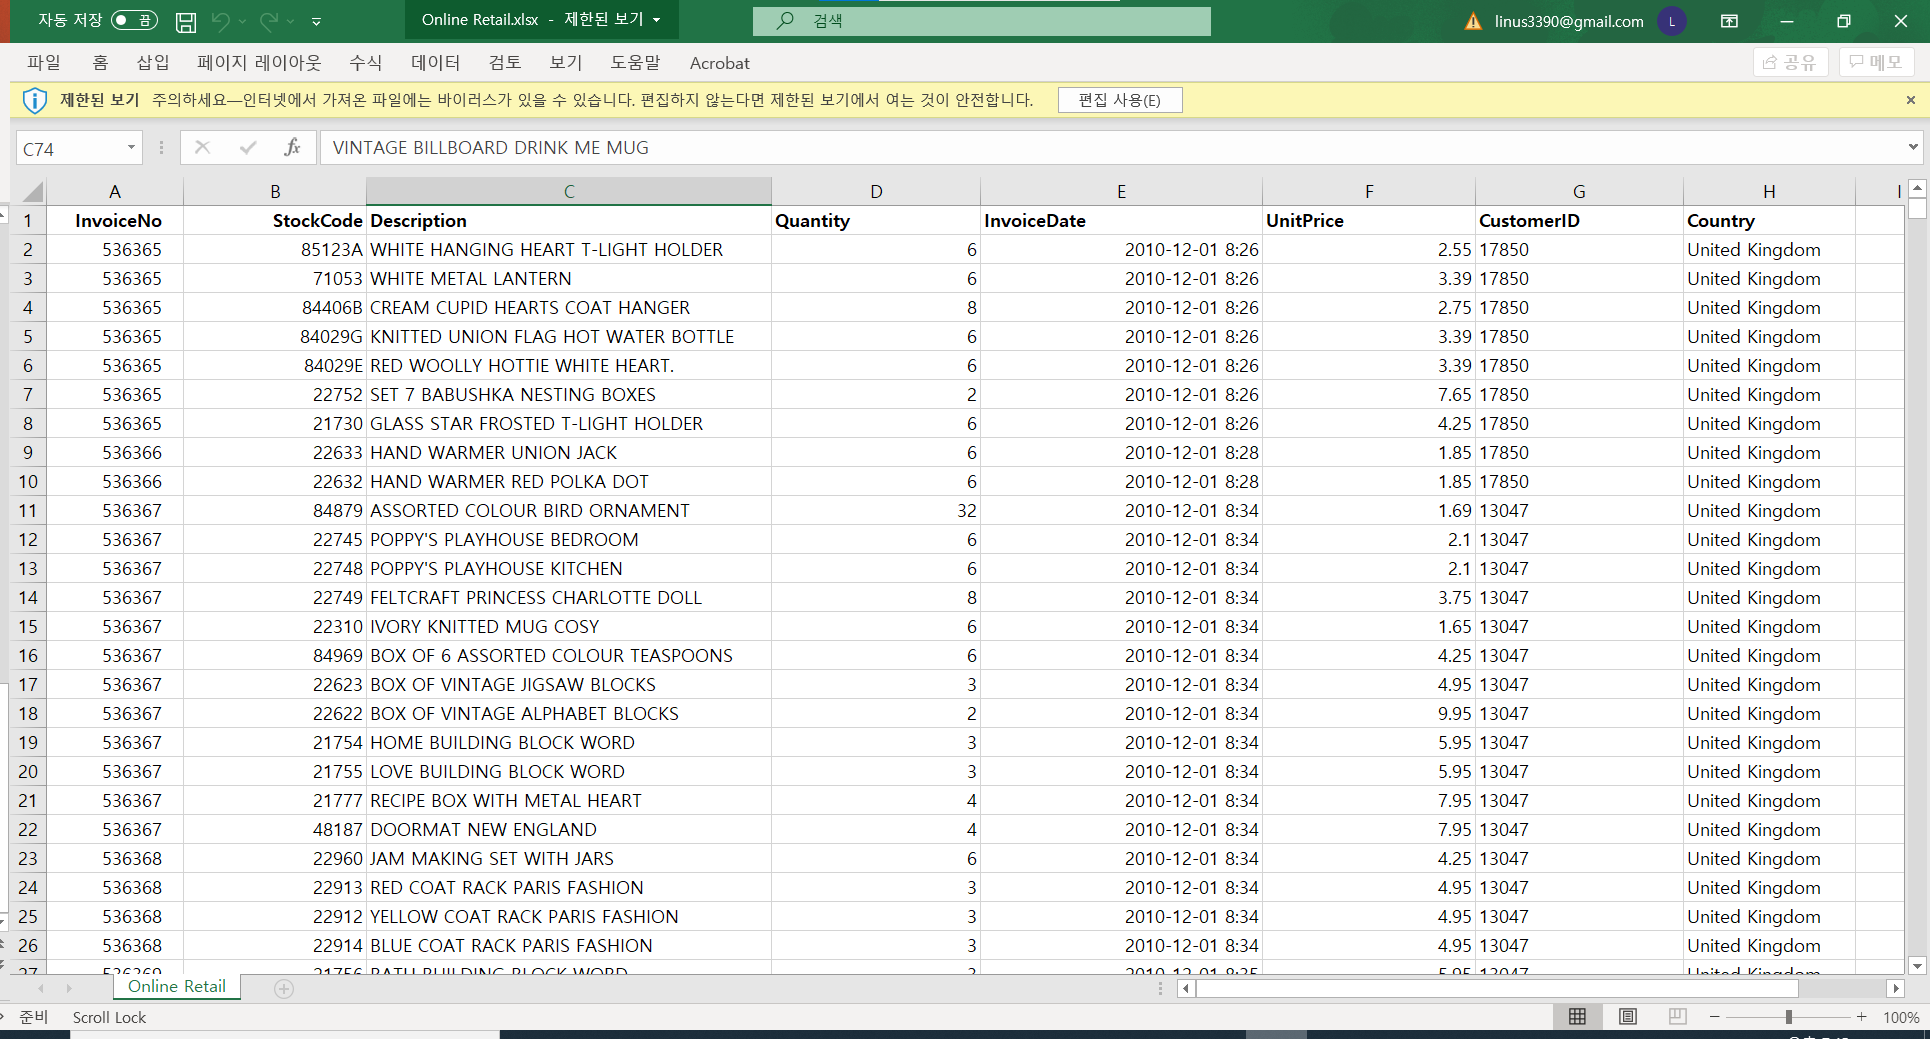 자동 저장 끔 Online Retail.xlsx - 제한된 보기 검색 linus3390@gmail.com L
파일 홈 삽입 페이지 레이아웃 수식 데이터 검토 보기 도움말 Acrobat 공유 메모
제한된 보기 주의하세요—인터넷에서 가져온 파일에는 바이러스가 있을 수 있습니다. 편집하지 않는다면 제한된 보기에서 여는 것이 안전합니다. 편집 사용(E)
C74 fx VINTAGE BILLBOARD DRINK ME MUG
A B C D E F G H I
1 InvoiceNo StockCode Description Quantity InvoiceDate UnitPrice CustomerID Country
2 536365 85123A WHITE HANGING HEART T-LIGHT HOLDER 6 2010-12-01 8:26 2.55 17850 United Kingdom
3 536365 71053 WHITE METAL LANTERN 6 2010-12-01 8:26 3.39 17850 United Kingdom
4 536365 84406B CREAM CUPID HEARTS COAT HANGER 8 2010-12-01 8:26 2.75 17850 United Kingdom
5 536365 84029G KNITTED UNION FLAG HOT WATER BOTTLE 6 2010-12-01 8:26 3.39 17850 United Kingdom
6 536365 84029E RED WOOLLY HOTTIE WHITE HEART. 6 2010-12-01 8:26 3.39 17850 United Kingdom
7 536365 22752 SET 7 BABUSHKA NESTING BOXES 2 2010-12-01 8:26 7.65 17850 United Kingdom
8 536365 21730 GLASS STAR FROSTED T-LIGHT HOLDER 6 2010-12-01 8:26 4.25 17850 United Kingdom
9 536366 22633 HAND WARMER UNION JACK 6 2010-12-01 8:28 1.85 17850 United Kingdom
10 536366 22632 HAND WARMER RED POLKA DOT 6 2010-12-01 8:28 1.85 17850 United Kingdom
11 536367 84879 ASSORTED COLOUR BIRD ORNAMENT 32 2010-12-01 8:34 1.69 13047 United Kingdom
12 536367 22745 POPPY'S PLAYHOUSE BEDROOM 6 2010-12-01 8:34 2.1 13047 United Kingdom
13 536367 22748 POPPY'S PLAYHOUSE KITCHEN 6 2010-12-01 8:34 2.1 13047 United Kingdom
14 536367 22749 FELTCRAFT PRINCESS CHARLOTTE DOLL 8 2010-12-01 8:34 3.75 13047 United Kingdom
15 536367 22310 IVORY KNITTED MUG COSY 6 2010-12-01 8:34 1.65 13047 United Kingdom
16 536367 84969 BOX OF 6 ASSORTED COLOUR TEASPOONS 6 2010-12-01 8:34 4.25 13047 United Kingdom
17 536367 22623 BOX OF VINTAGE JIGSAW BLOCKS 3 2010-12-01 8:34 4.95 13047 United Kingdom
18 536367 22622 BOX OF VINTAGE ALPHABET BLOCKS 2 2010-12-01 8:34 9.95 13047 United Kingdom
19 536367 21754 HOME BUILDING BLOCK WORD 3 2010-12-01 8:34 5.95 13047 United Kingdom
20 536367 21755 LOVE BUILDING BLOCK WORD 3 2010-12-01 8:34 5.95 13047 United Kingdom
21 536367 21777 RECIPE BOX WITH METAL HEART 4 2010-12-01 8:34 7.95 13047 United Kingdom
22 536367 48187 DOORMAT NEW ENGLAND 4 2010-12-01 8:34 7.95 13047 United Kingdom
23 536368 22960 JAM MAKING SET WITH JARS 6 2010-12-01 8:34 4.25 13047 United Kingdom
24 536368 22913 RED COAT RACK PARIS FASHION 3 2010-12-01 8:34 4.95 13047 United Kingdom
25 536368 22912 YELLOW COAT RACK PARIS FASHION 3 2010-12-01 8:34 4.95 13047 United Kingdom
26 536368 22914 BLUE COAT RACK PARIS FASHION 3 2010-12-01 8:34 4.95 13047 United Kingdom
27 536369 21756 BATH BUILDING BLOCK WORD 3 2010-12-01 8:35 5.95 13047 United Kingdom
Online Retail
준비 Scroll Lock 100%